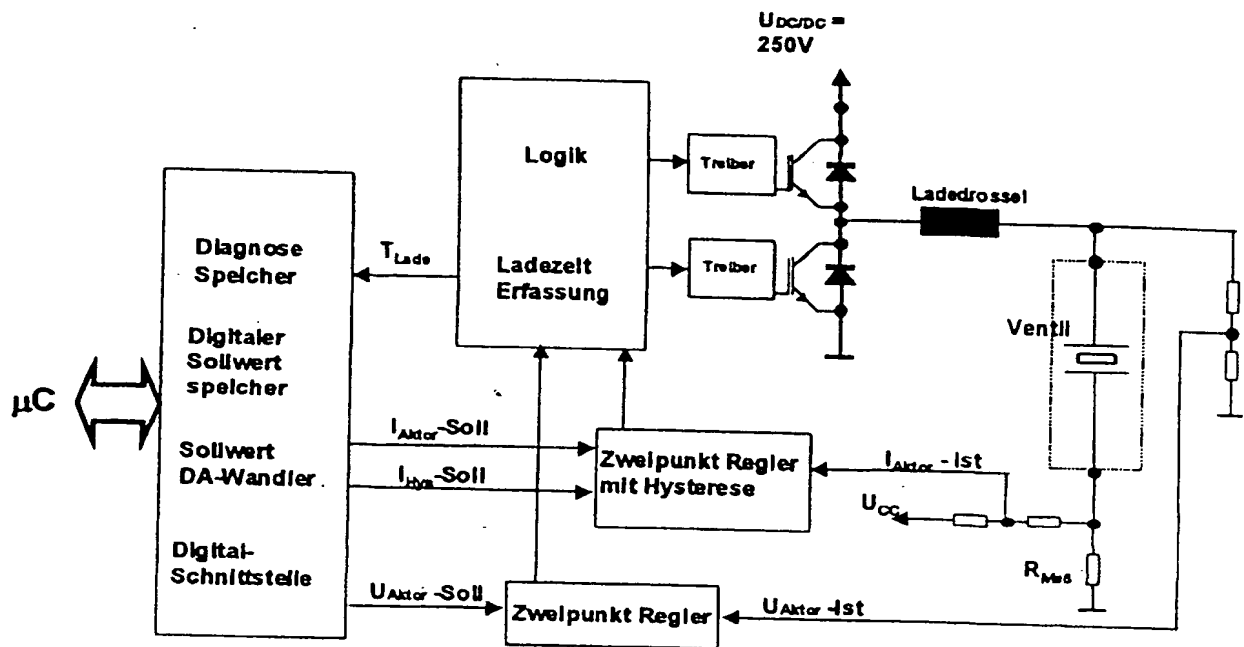 UDC/DC =
250V
Logik
Treiber
Ladedrossel
Diagnose
Speicher
TLade
Ladezeit
Erfassung
Treiber
Ventil
Digitaler
Sollwert
speicher
µC
IAktor-Soll
Sollwert
DA-Wandler
IHys-Soll
Zweipunkt Regler
mit Hysterese
IAktor -Ist
UCC
Digital-
Schnittstelle
RMeß
UAktor -Soll
Zweipunkt Regler
UAktor -Ist